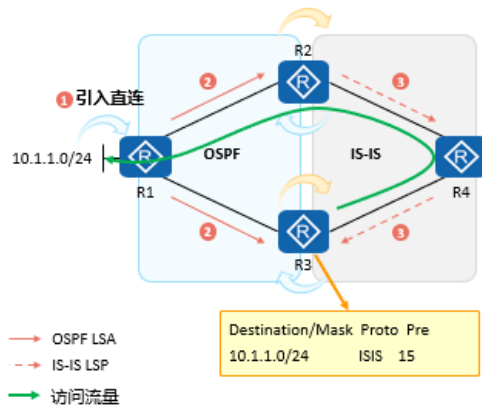 R2
❶引入直连
❷
❸
10.1.1.0/24
R
R
R
R
OSPF
IS-IS
R1
R4
❷
❸
R3
Destination/Mask Proto Pre
10.1.1.0/24 ISIS 15
OSPF LSA
IS-IS LSP
访问流量